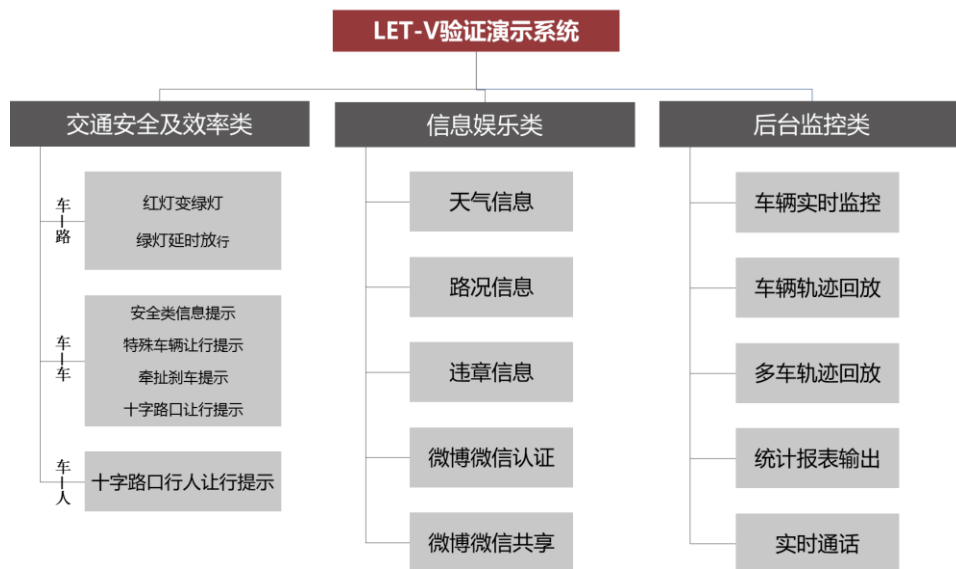 LET-V验证演示系统
交通安全及效率类
车-路
红灯变绿灯
绿灯延时放行
车-车
安全类信息提示
特殊车辆让行提示
牵扯刹车提示
十字路口让行提示
车-人
十字路口行人让行提示
信息娱乐类
天气信息
路况信息
违章信息
微博微信认证
微博微信共享
后台监控类
车辆实时监控
车辆轨迹回放
多车轨迹回放
统计报表输出
实时通话